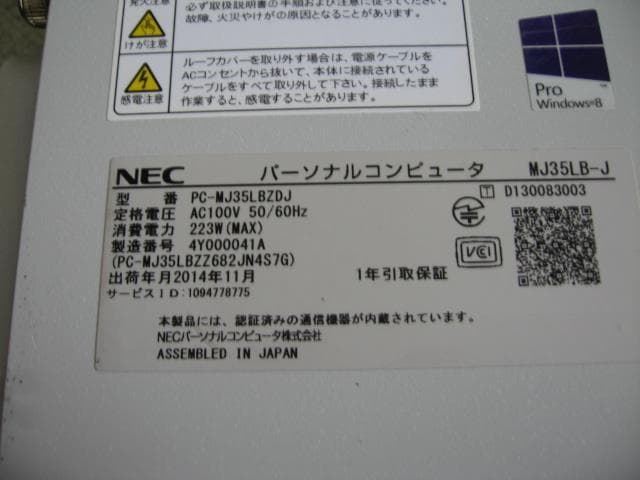 発火注意
必ず取扱説明書の手順および注意に従ってください。
故障、火災やけがの原因となることがあります。
けが注意
ルーフカバーを取り外す場合は、電源ケーブルを
ACコンセントから抜いて、本体に接続されている
ケーブルをすべて取り外して下さい。接続したまま
作業すると、感電することがあります。
感電注意
Pro
Windows®8
NEC パーソナルコンピュータ MJ35LB-J
型 番 PC-MJ35LBZDJ
T D130083003
定格電圧 AC100V 50/60Hz
消費電力 223W(MAX)
製造番号 4Y000041A
VCI
(PC-MJ35LBZZ682JN4S7G)
出荷年月2014年11月
1年引取保証
サービスID:1094778775
本製品には、認証済みの通信機器が内蔵されています。
NECパーソナルコンピュータ株式会社
ASSEMBLED IN JAPAN